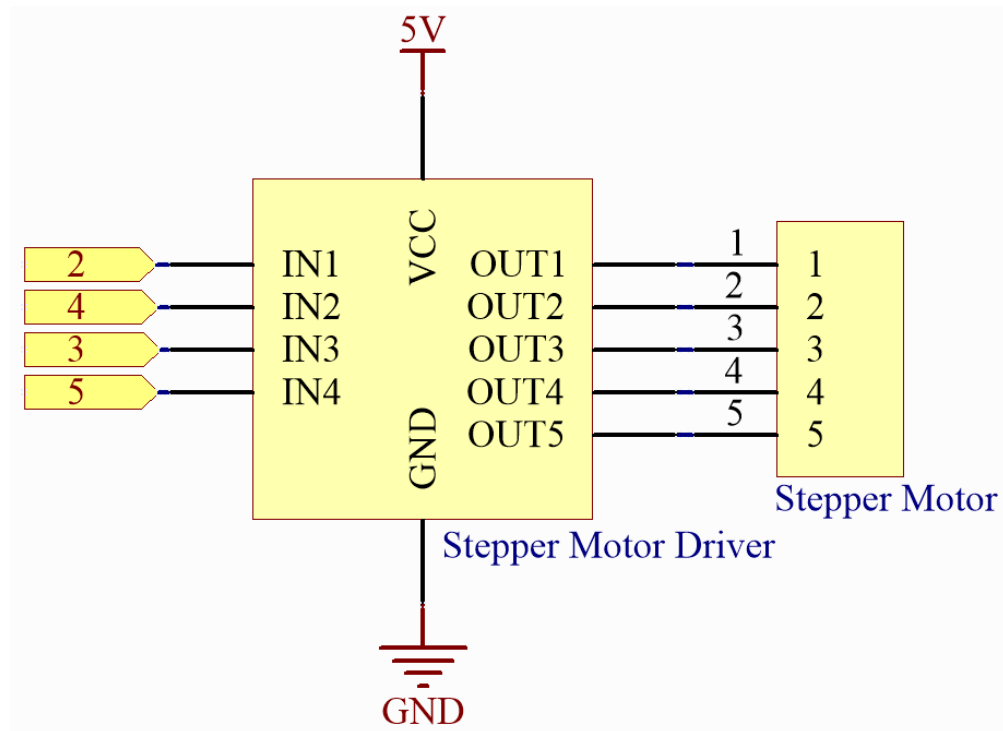 5V
VCC
2 IN1 OUT1 1 1
4 IN2 OUT2 2 2
3 IN3 OUT3 3 3
5 IN4 OUT4 4 4
OUT5 5 5
GND
Stepper Motor
Stepper Motor Driver
GND